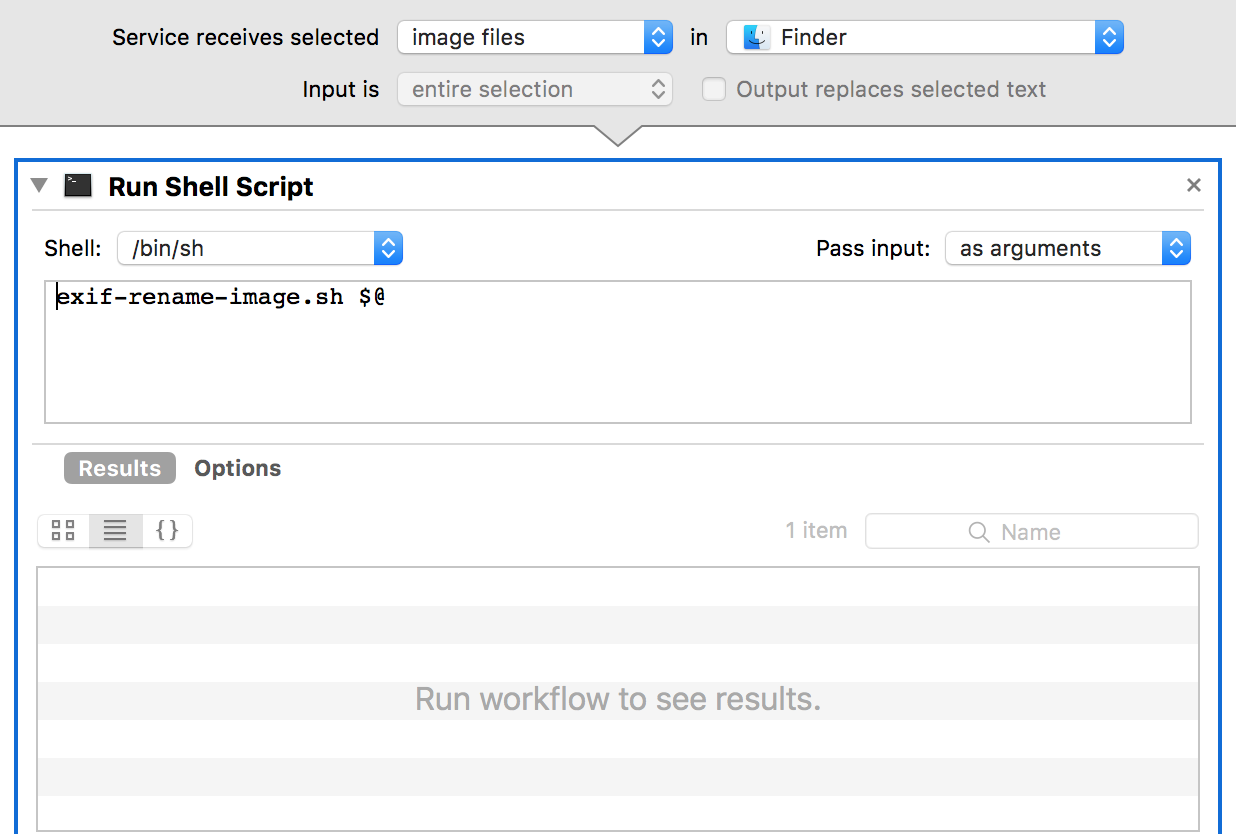 Service receives selected image files in Finder
Input is entire selection Output replaces selected text
Run Shell Script
Shell: /bin/sh Pass input: as arguments
exif-rename-image.sh $@
Results Options
{} 1 item Name
Run workflow to see results.